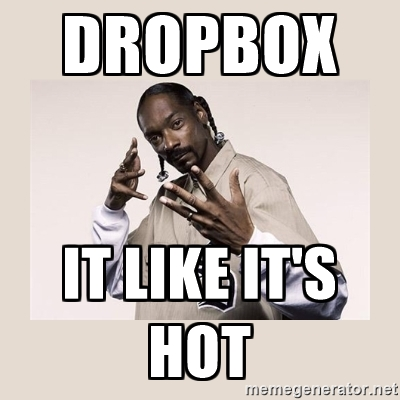 DROPBOX
IT LIKE IT'S
HOT
memegenerator.net